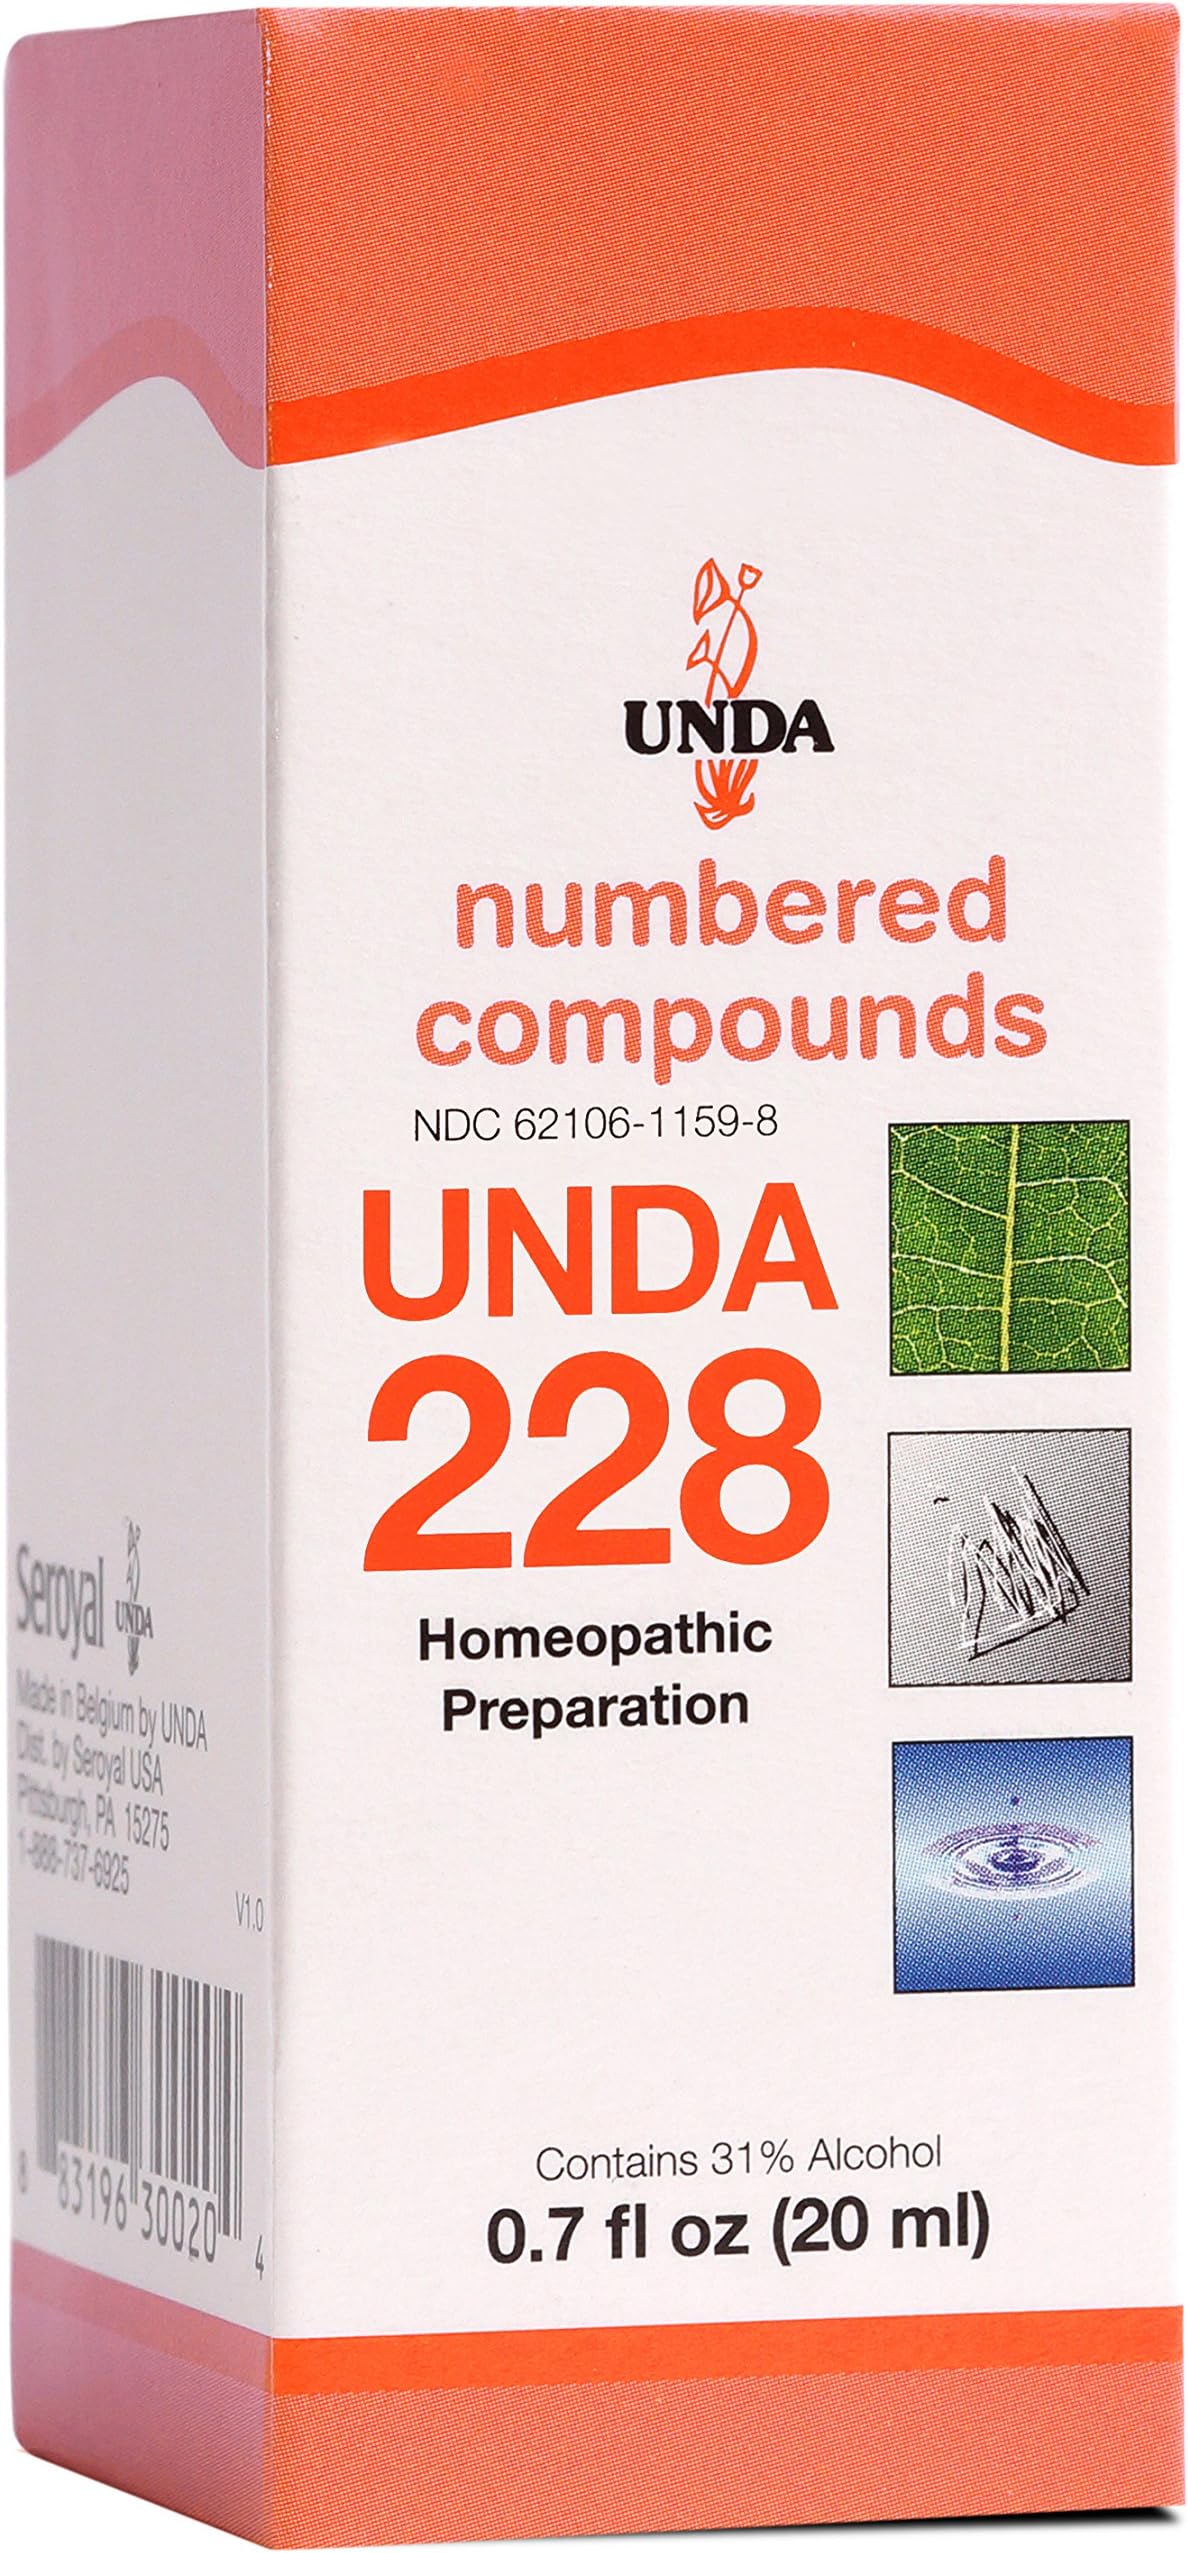 UNDA
numbered
compounds
NDC 62106-1159-8
UNDA
228
Homeopathic
Preparation
Contains 31% Alcohol
0.7 fl oz (20 ml)
Seroyal UNDA
Made in Belgium by UNDA
Dist. by Seroyal USA
Pittsburgh, PA 15275
1-888-737-6925
V1.0
8 83196 30020 4